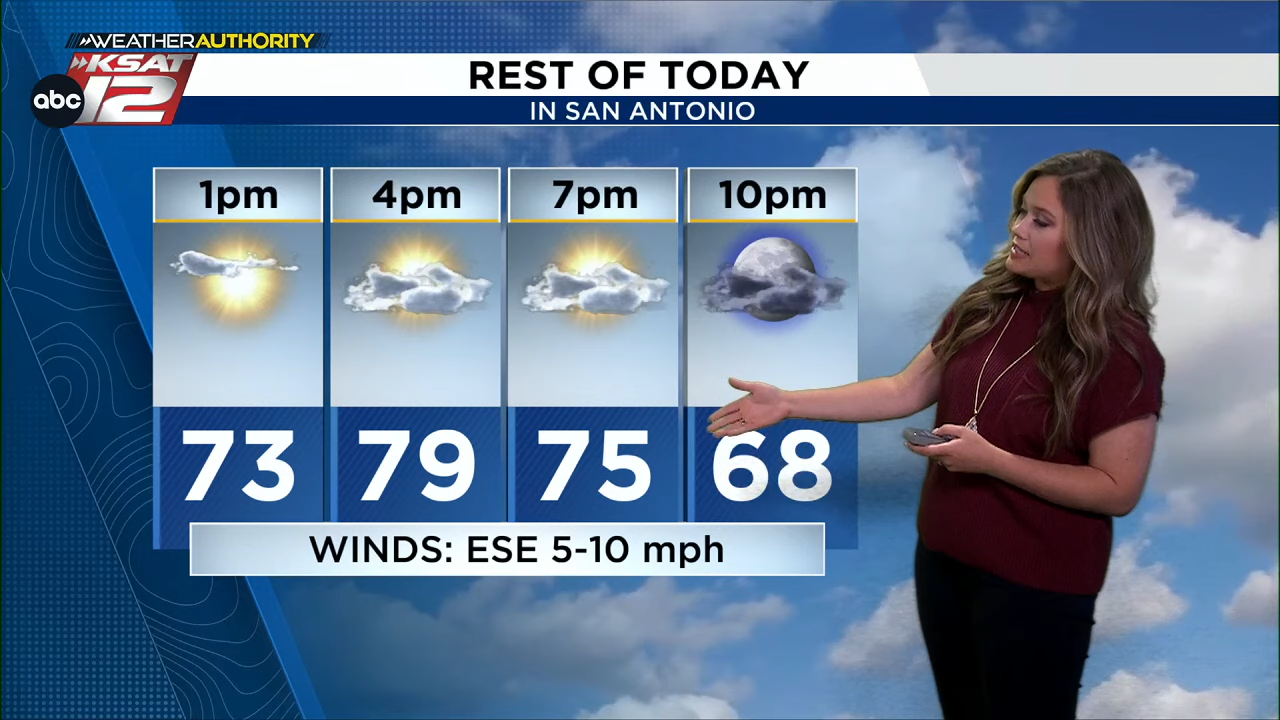 WEATHERAUTHORITY
KSAT
abc 12
REST OF TODAY
IN SAN ANTONIO
1pm 4pm 7pm 10pm
73 79 75 68
WINDS: ESE 5-10 mph